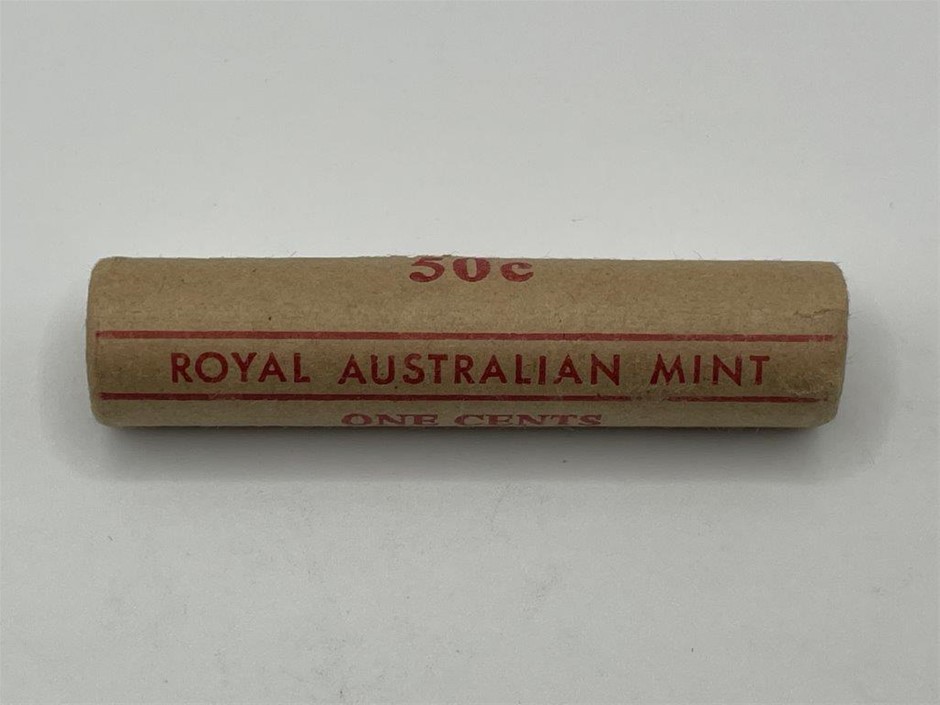 50c
ROYAL AUSTRALIAN MINT
ONE CENTS